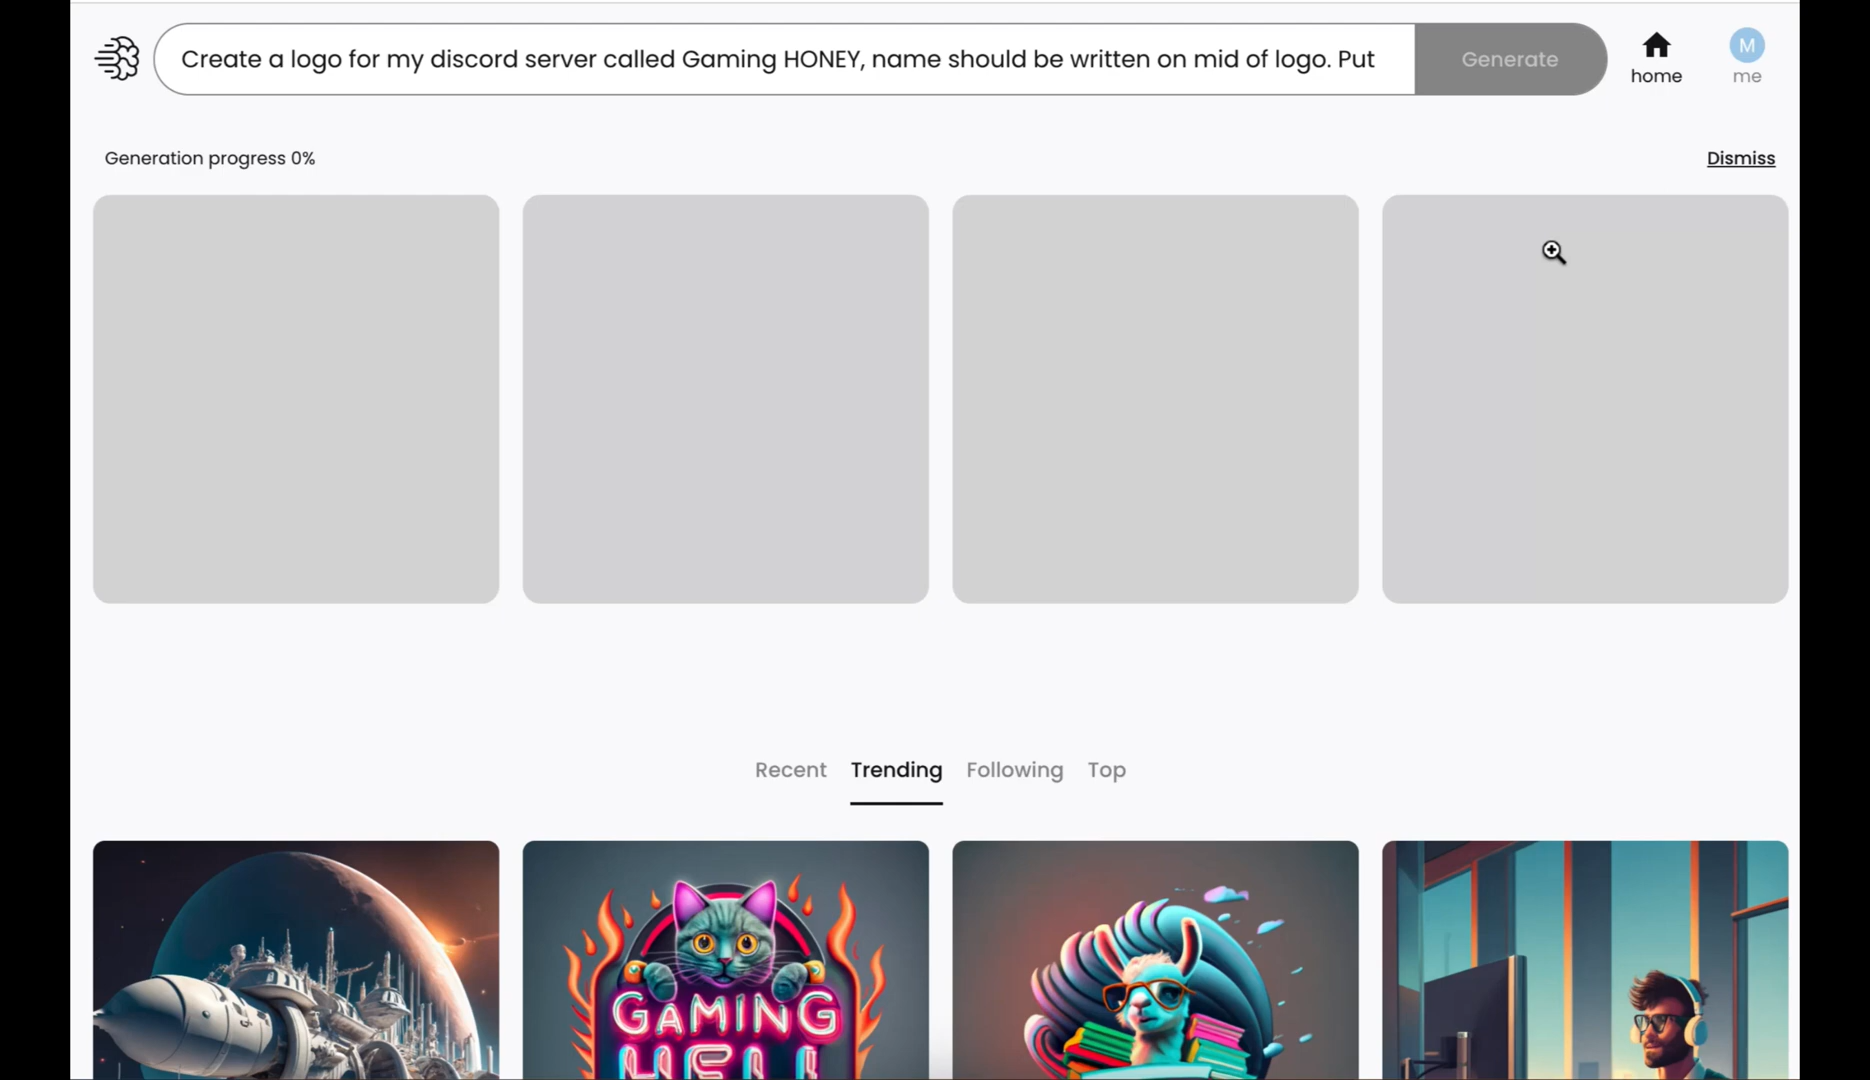 Create a logo for my discord server called Gaming HONEY, name should be written on mid of logo. Put
Generate
home
M
me
Generation progress 0%
Dismiss
Recent
Trending
Following
Top
GAMING
HELL